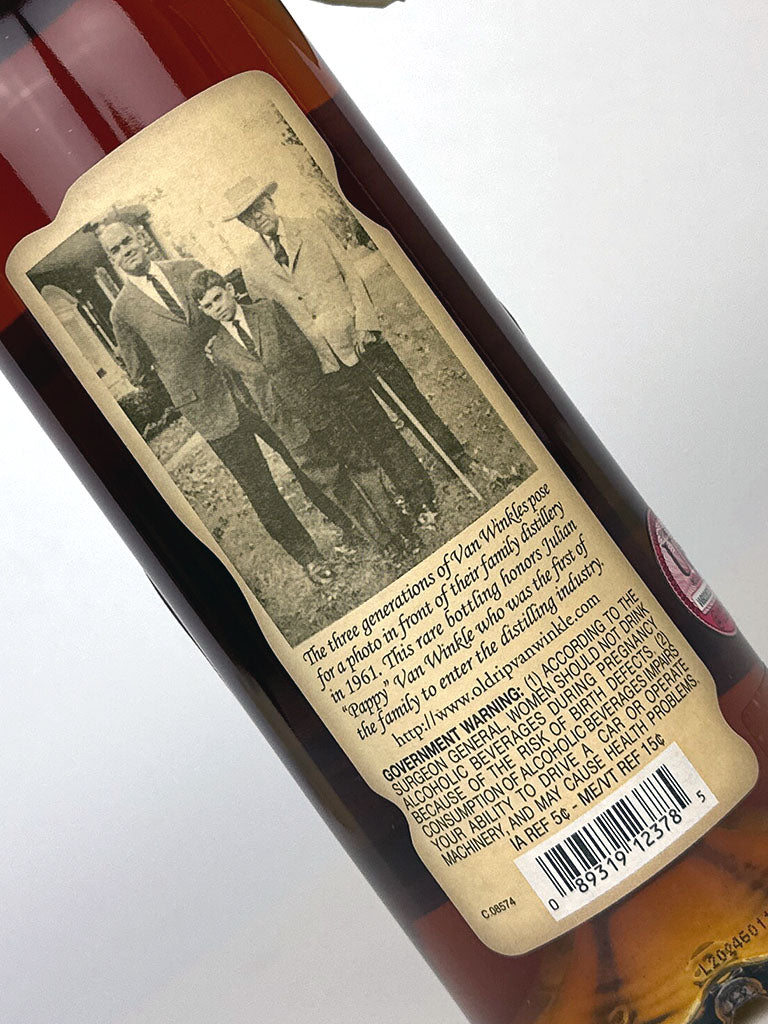 The three generations of Van Winkles pose
for a photo in front of their family distillery
in 1961. This rare bottling honors Julian
"Pappy" Van Winkle who was the first of
the family to enter the distilling industry.
http://www.oldripvanwinkle.com
GOVERNMENT WARNING: (1) ACCORDING TO THE
SURGEON GENERAL, WOMEN SHOULD NOT DRINK
ALCOHOLIC BEVERAGES DURING PREGNANCY
BECAUSE OF THE RISK OF BIRTH DEFECTS. (2)
CONSUMPTION OF ALCOHOLIC BEVERAGES IMPAIRS
YOUR ABILITY TO DRIVE A CAR OR OPERATE
MACHINERY, AND MAY CAUSE HEALTH PROBLEMS.
IA REF 5¢ - ME/VT REF 15¢
0 89319 12378 5
C.08574